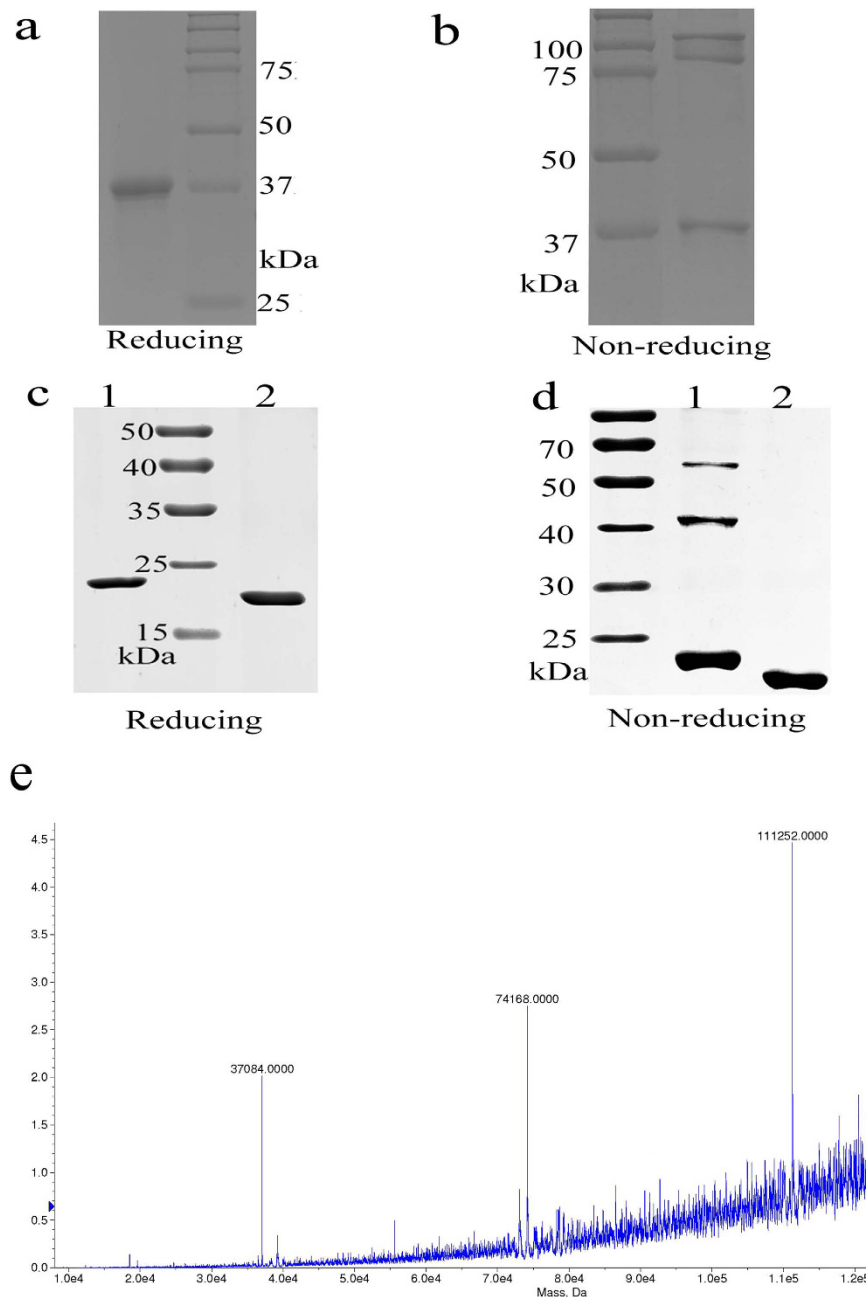 a
75
50
37
kDa
25
Reducing
b
100
75
50
37
kDa
Non-reducing
c
1 2
50
40
35
25
15
kDa
Reducing
d
1 2
70
50
40
30
25
kDa
Non-reducing
e
111252.0000
74168.0000
37084.0000
4.5
4.0
3.5
3.0
2.5
2.0
1.5
1.0
0.5
0.0
1.0e4 2.0e4 3.0e4 4.0e4 5.0e4 6.0e4 7.0e4 8.0e4 9.0e4 1.0e5 1.1e5 1.2e5
Mass. Da